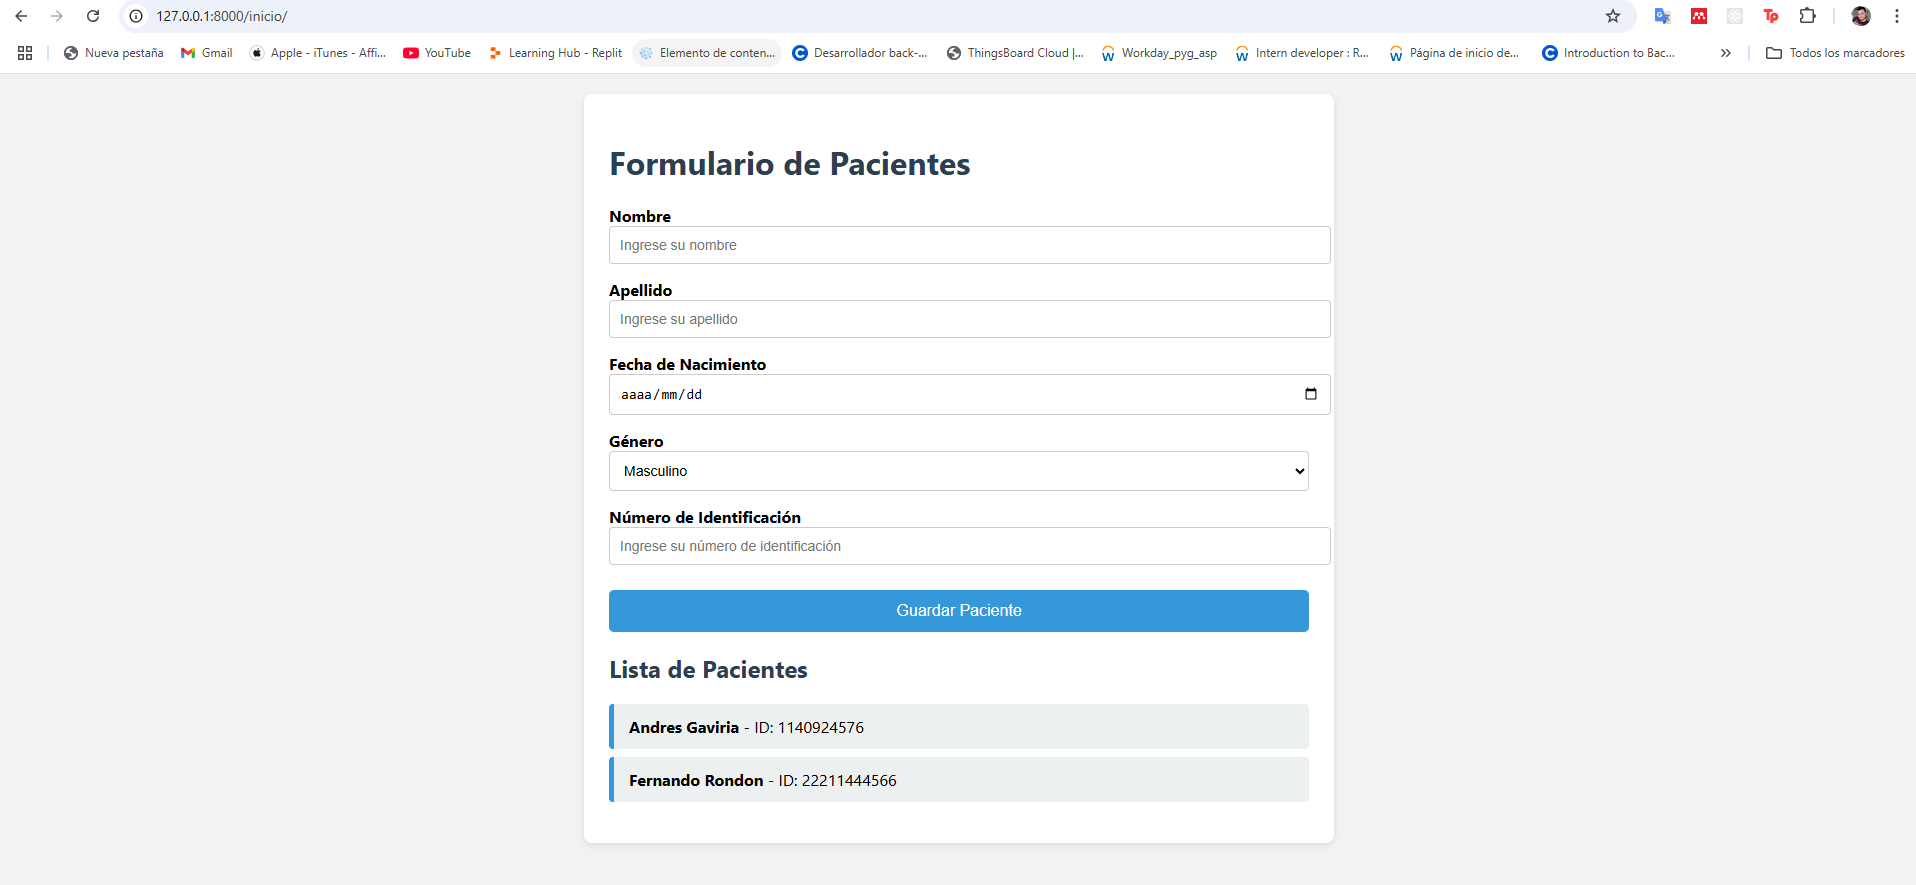 127.0.0.1:8000/inicio/
Nueva pestaña Gmail Apple - iTunes - Affi... YouTube Learning Hub - Replit Elemento de conten... Desarrollador back-... ThingsBoard Cloud |... Workday_pyg_asp Intern developer : R... Página de inicio de... Introduction to Bac... » Todos los marcadores
Formulario de Pacientes
Nombre
Ingrese su nombre
Apellido
Ingrese su apellido
Fecha de Nacimiento
aaaa/mm/dd
Género
Masculino
Número de Identificación
Ingrese su número de identificación
Guardar Paciente
Lista de Pacientes
Andres Gaviria - ID: 1140924576
Fernando Rondon - ID: 22211444566